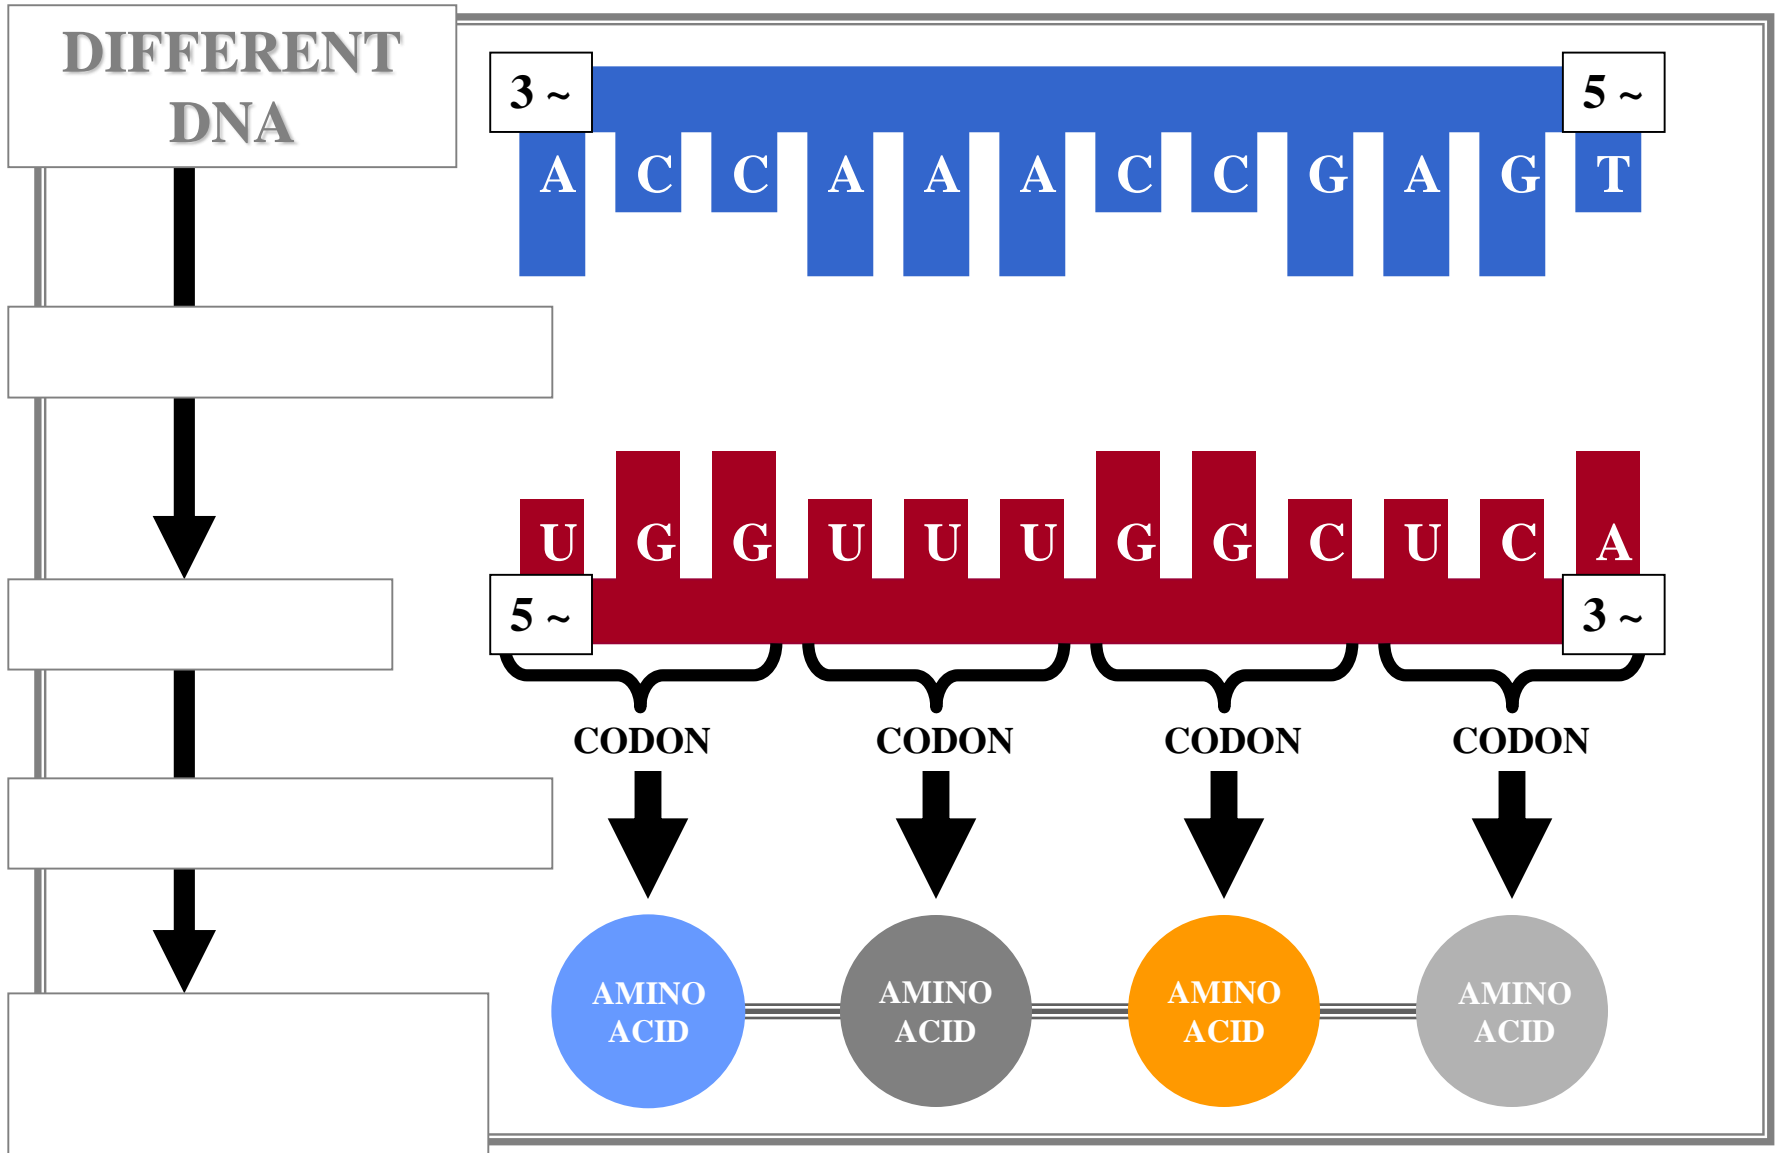 DIFFERENT
DNA
3 ~
5 ~
A C C A A A C C G A G T
U G G U U U G G C U C A
5 ~
3 ~
CODON CODON CODON CODON
AMINO AMINO AMINO AMINO
ACID ACID ACID ACID